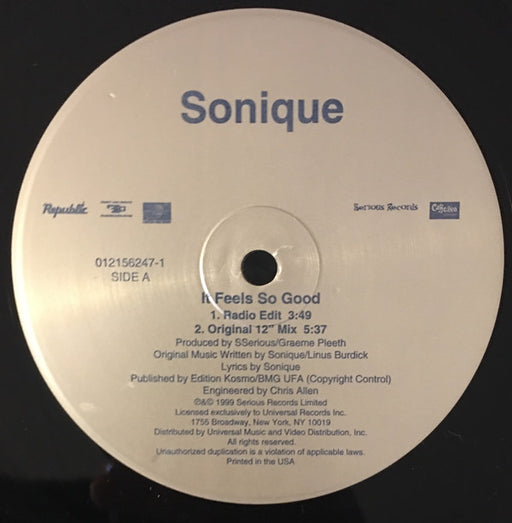 Sonique
Republic
Serious Records
Caffeine
012156247-1
SIDE A
It Feels So Good
1. Radio Edit 3:49
2. Original 12" Mix 5:37
Produced by SSerious/Graeme Pleeth
Original Music Written by Sonique/Linus Burdick
Lyrics by Sonique
Published by Edition Kosmo/BMG UFA (Copyright Control)
Engineered by Chris Allen
℗&© 1999 Serious Records Limited
Licensed exclusively to Universal Records Inc.
1755 Broadway, New York, NY 10019
Distributed by Universal Music and Video Distribution, Inc.
All rights reserved.
Unauthorized duplication is a violation of applicable laws.
Printed in the USA